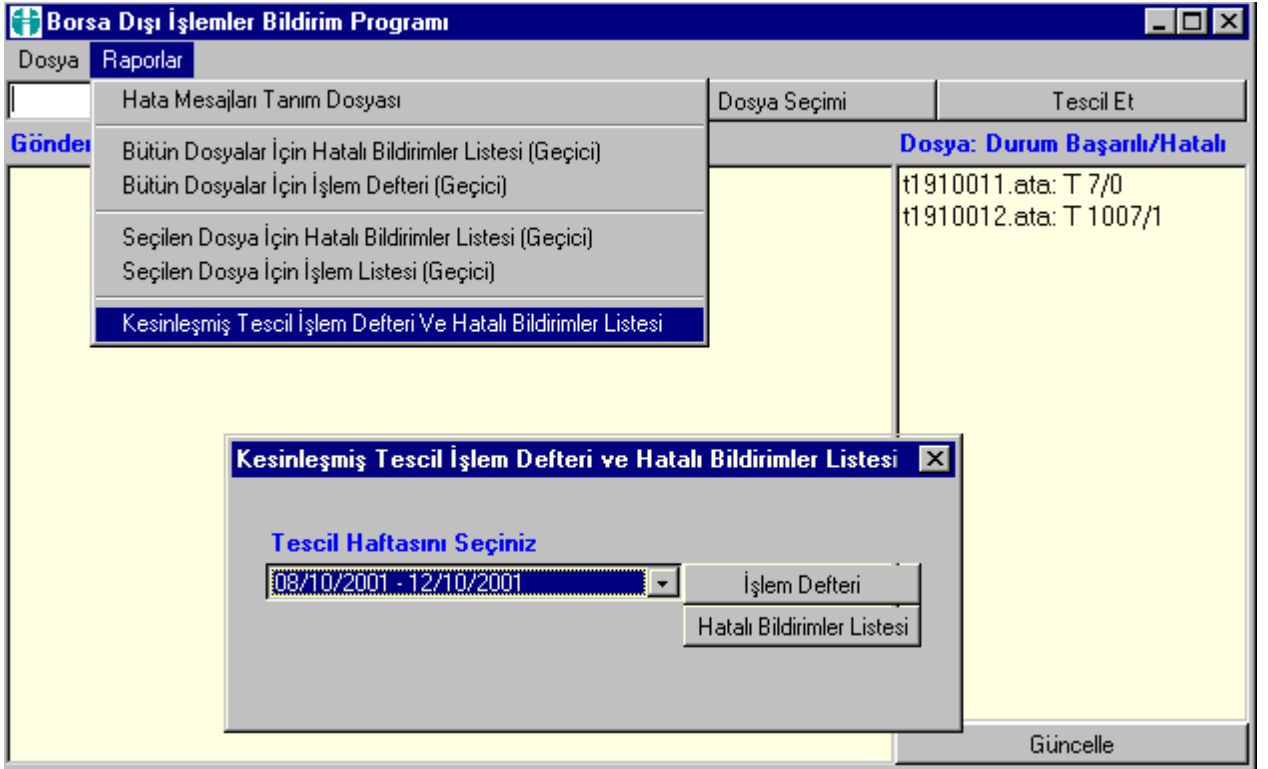 Borsa Dışı İşlemler Bildirim Programı
Dosya Raporlar
Hata Mesajları Tanım Dosyası
Bütün Dosyalar İçin Hatalı Bildirimler Listesi (Geçici)
Bütün Dosyalar İçin İşlem Defteri (Geçici)
Seçilen Dosya İçin Hatalı Bildirimler Listesi (Geçici)
Seçilen Dosya İçin İşlem Listesi (Geçici)
Kesinleşmiş Tescil İşlem Defteri Ve Hatalı Bildirimler Listesi
Dosya Seçimi
Tescil Et
Gönder
Dosya: Durum Başarılı/Hatalı
t1910011.ata: T 7/0
t1910012.ata: T 1007/1
Kesinleşmiş Tescil İşlem Defteri ve Hatalı Bildirimler Listesi
Tescil Haftasını Seçiniz
08/10/2001 - 12/10/2001
İşlem Defteri
Hatalı Bildirimler Listesi
Güncelle